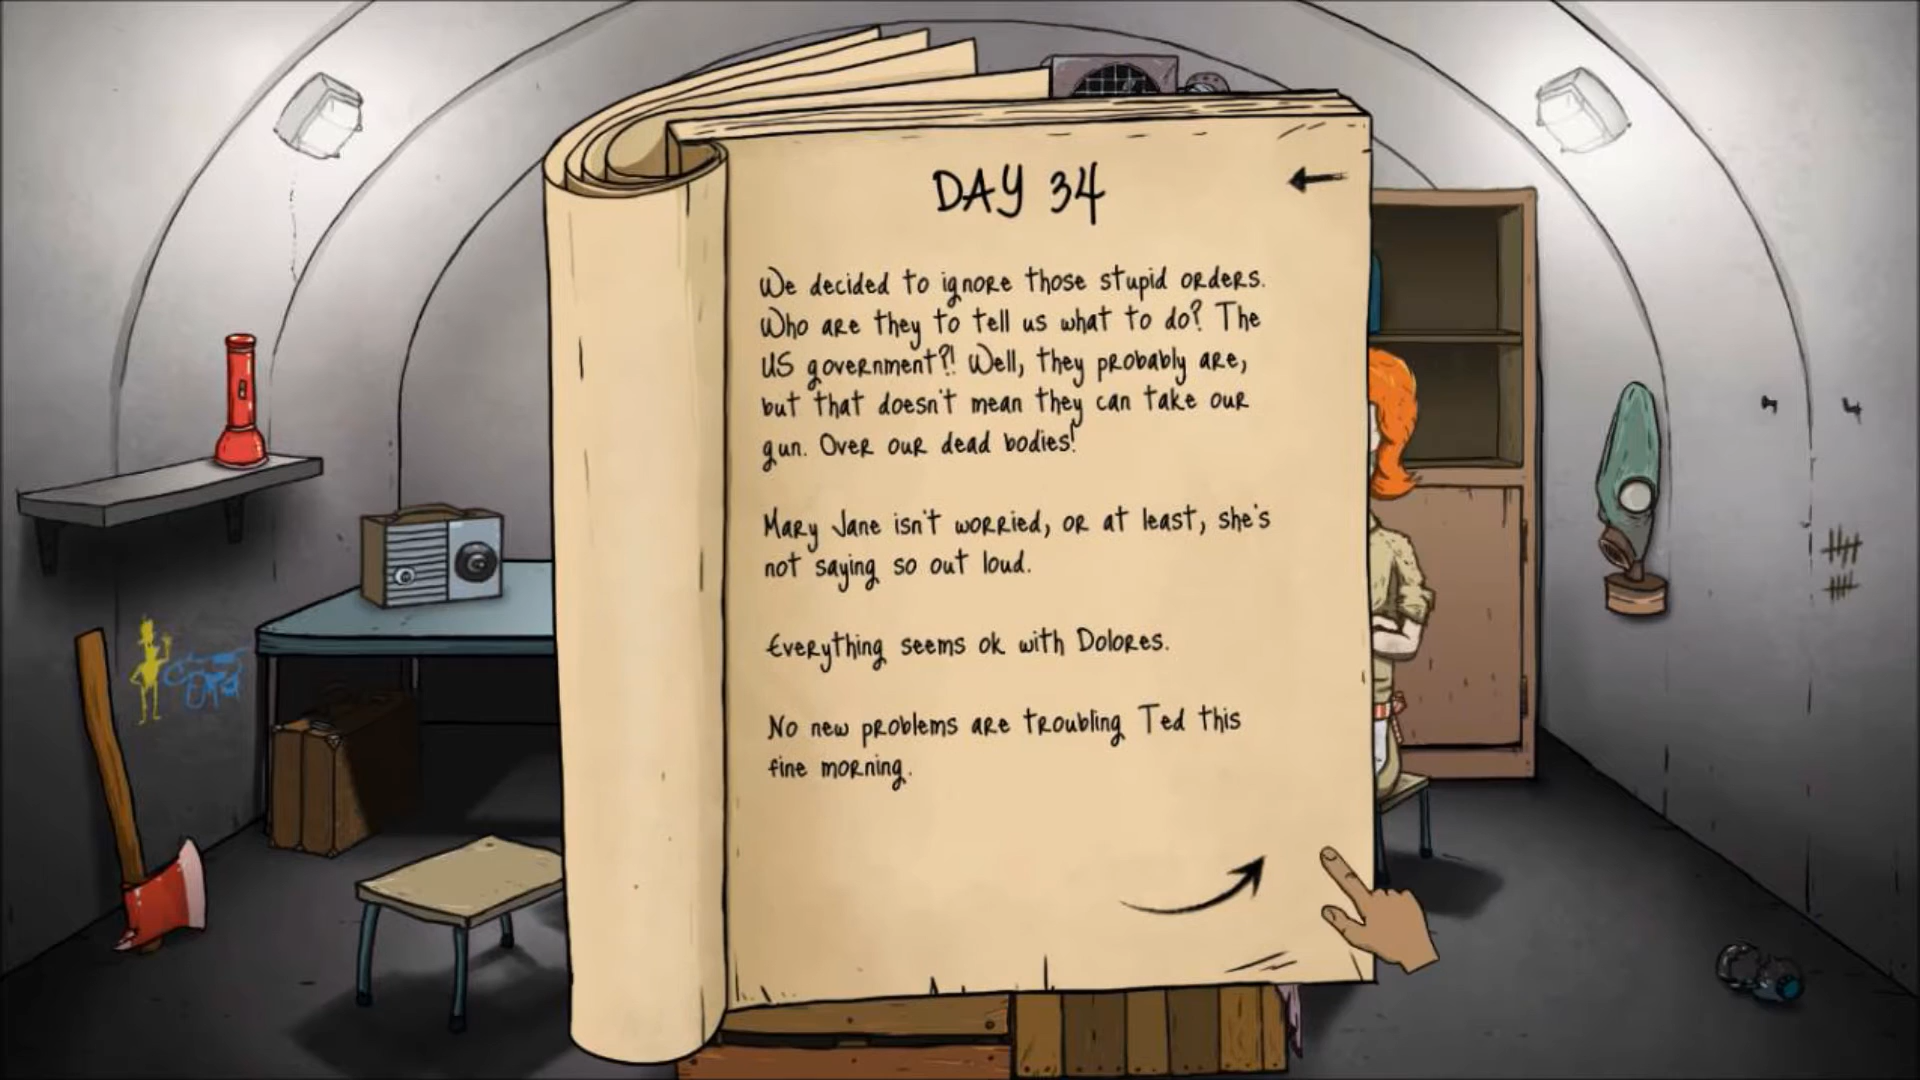 DAY 34
We decided to ignore those stupid orders.
Who are they to tell us what to do? The
US government?! Well, they probably are,
but that doesn't mean they can take our
gun. Over our dead bodies!
Mary Jane isn't worried, or at least, she's
not saying so out loud.
Everything seems ok with Dolores.
No new problems are troubling Ted this
fine morning.